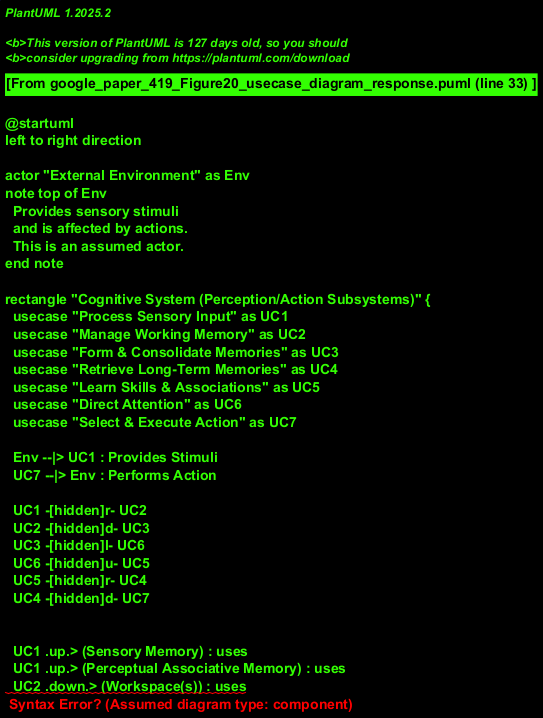 PlantUML 1.2025.2
<b>This version of PlantUML is 127 days old, so you should
<b>consider upgrading from https://plantuml.com/download
[From google_paper_419_Figure20_usecase_diagram_response.puml (line 33) ]
@startuml
left to right direction
actor "External Environment" as Env
note top of Env
Provides sensory stimuli
and is affected by actions.
This is an assumed actor.
end note
rectangle "Cognitive System (Perception/Action Subsystems)" {
usecase "Process Sensory Input" as UC1
usecase "Manage Working Memory" as UC2
usecase "Form & Consolidate Memories" as UC3
usecase "Retrieve Long-Term Memories" as UC4
usecase "Learn Skills & Associations" as UC5
usecase "Direct Attention" as UC6
usecase "Select & Execute Action" as UC7
Env --|> UC1 : Provides Stimuli
UC7 --|> Env : Performs Action
UC1 -[hidden]r- UC2
UC2 -[hidden]d- UC3
UC3 -[hidden]l- UC6
UC6 -[hidden]u- UC5
UC5 -[hidden]r- UC4
UC4 -[hidden]d- UC7
UC1 .up.> (Sensory Memory) : uses
UC1 .up.> (Perceptual Associative Memory) : uses
UC2 .down.> (Workspace(s)) : uses
Syntax Error? (Assumed diagram type: component)